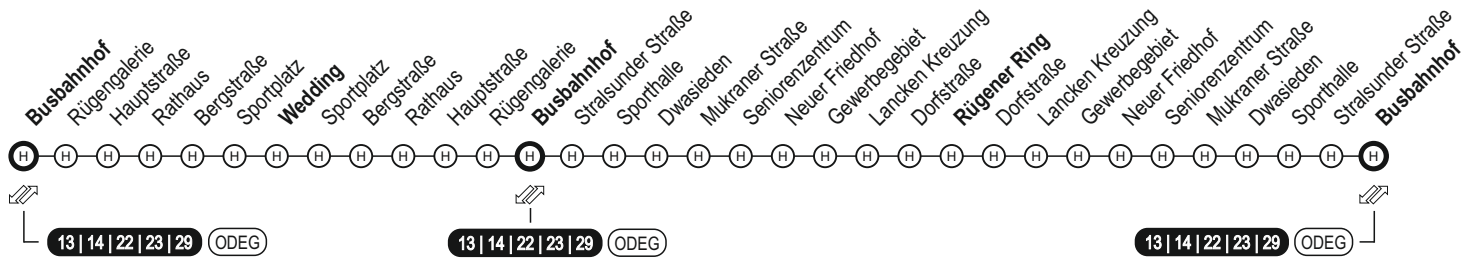 Busbahnhof
Rügengalerie
Hauptstraße
Rathaus
Bergstraße
Sportplatz
Wedding
Sportplatz
Bergstraße
Rathaus
Hauptstraße
Rügengalerie
Busbahnhof
Stralsunder Straße
Sporthalle
Dwasieden
Mukraner Straße
Seniorenzentrum
Neuer Friedhof
Gewerbegebiet
Lancken Kreuzung
Dorfstraße
Rügener Ring
Dorfstraße
Lancken Kreuzung
Gewerbegebiet
Neuer Friedhof
Seniorenzentrum
Mukraner Straße
Dwasieden
Sporthalle
Stralsunder Straße
Busbahnhof
H H H H H H H H H H H H H H H H H H H H H H H H H H H H H H H H H
13 | 14 | 22 | 23 | 29 ODEG
13 | 14 | 22 | 23 | 29 ODEG
13 | 14 | 22 | 23 | 29 ODEG